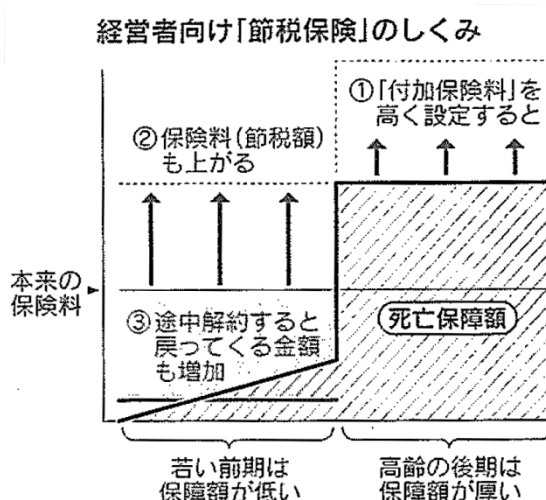 経営者向け「節税保険」のしくみ
①「付加保険料」を
高く設定すると
②保険料(節税額)
も上がる
本来の
保険料
③途中解約すると
戻ってくる金額
も増加
死亡保障額
若い前期は
保障額が低い
高齢の後期は
保障額が厚い